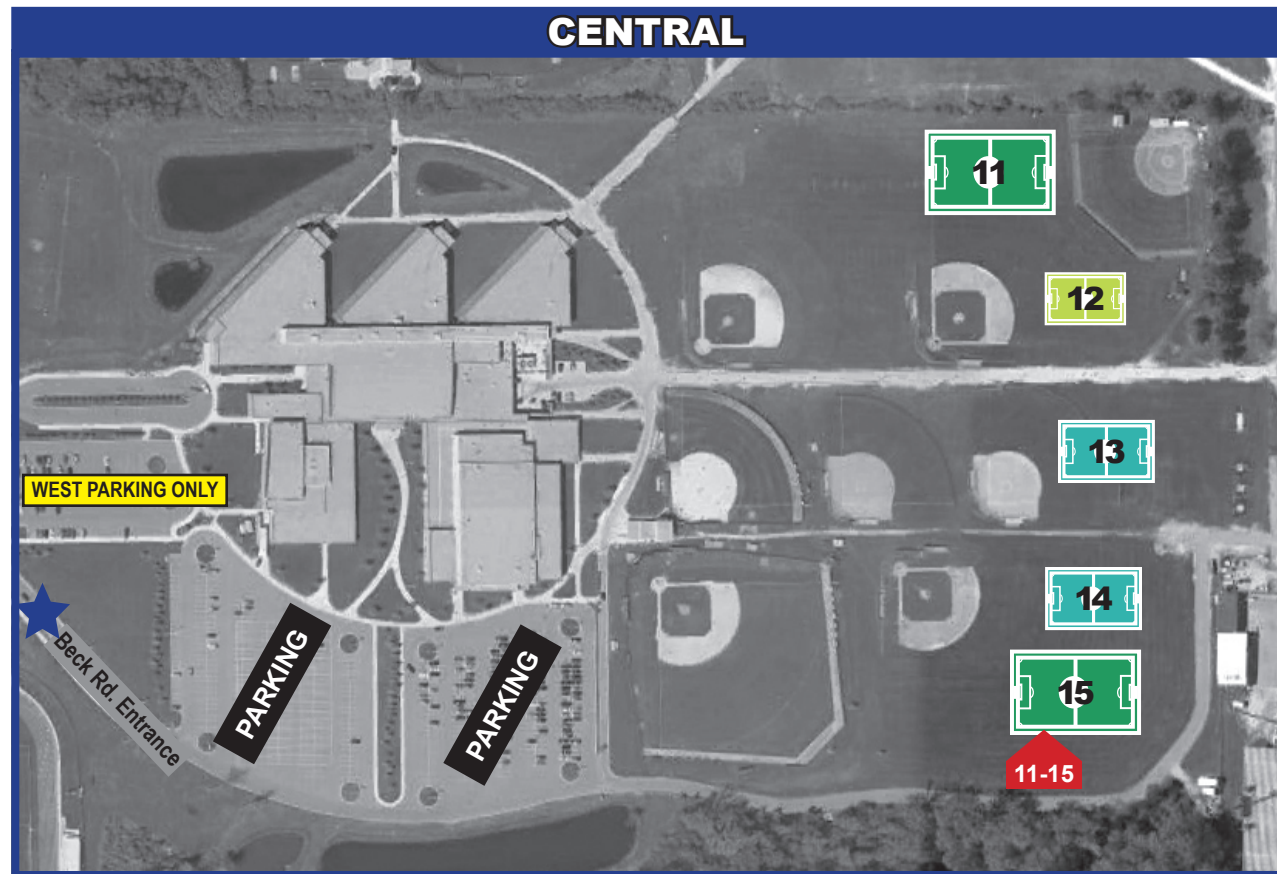 CENTRAL
11
12
13
WEST PARKING ONLY
14
Beck Rd. Entrance
PARKING
PARKING
15
11-15